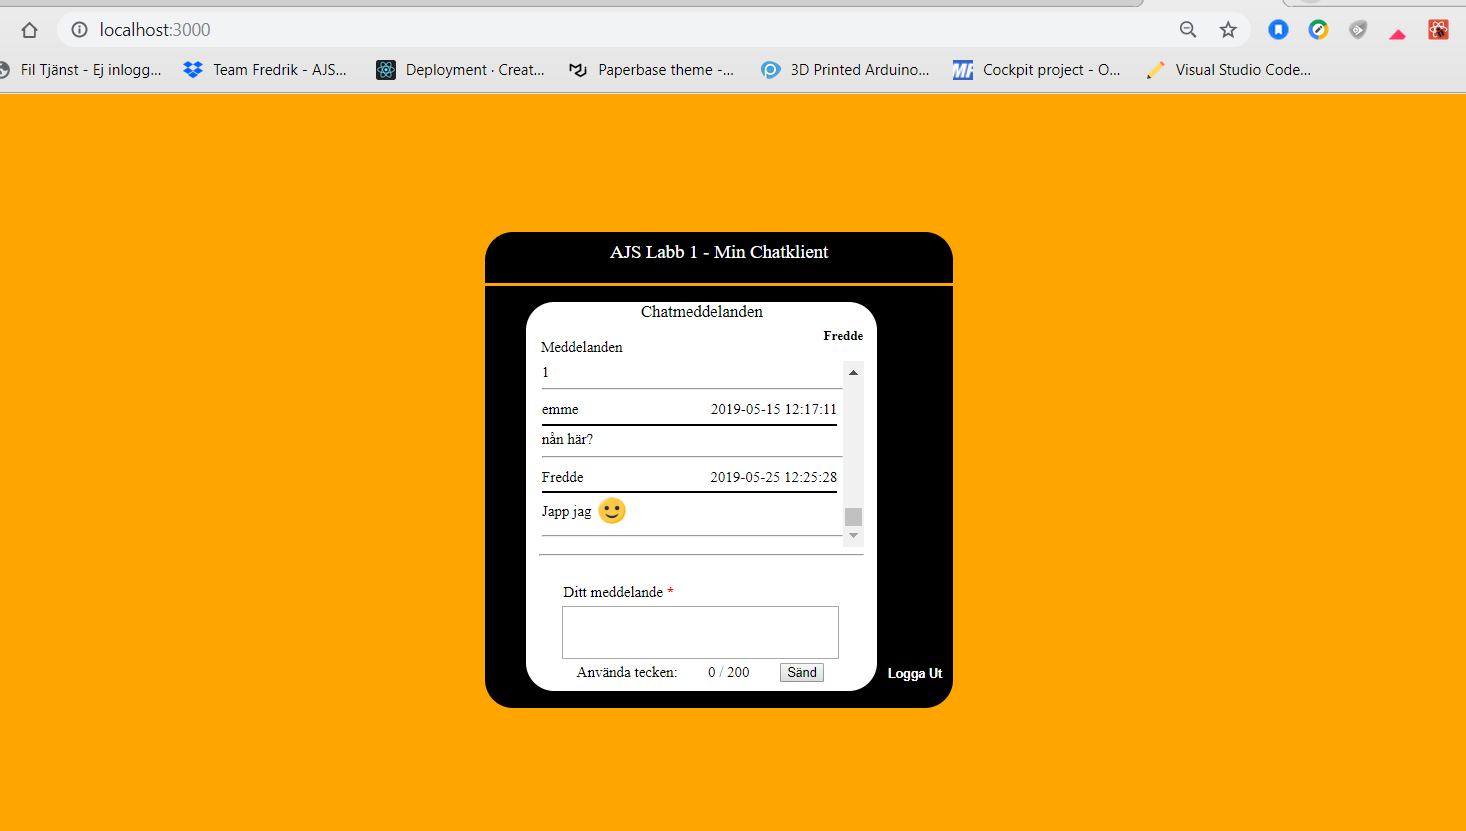 localhost:3000
Fil Tjänst - Ej inlogg... Team Fredrik - AJS... Deployment · Creat... Paperbase theme -... 3D Printed Arduino... MF Cockpit project - O... Visual Studio Code...
AJS Labb 1 - Min Chatklient
Chatmeddelanden
Fredde
Meddelanden
1
emme 2019-05-15 12:17:11
nån här?
Fredde 2019-05-25 12:25:28
Japp jag 🙂
Ditt meddelande *
Använda tecken: 0 / 200 Sänd
Logga Ut